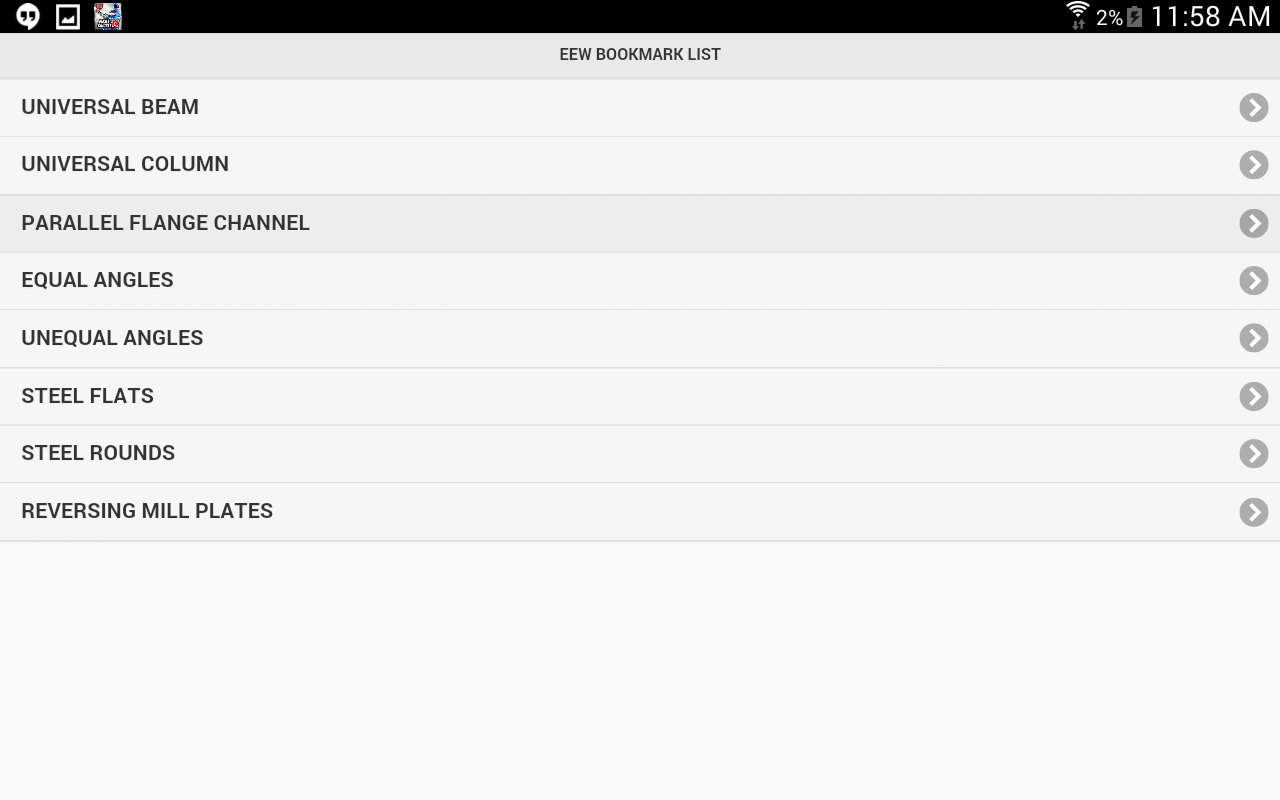 2% 11:58 AM
EEW BOOKMARK LIST
UNIVERSAL BEAM
UNIVERSAL COLUMN
PARALLEL FLANGE CHANNEL
EQUAL ANGLES
UNEQUAL ANGLES
STEEL FLATS
STEEL ROUNDS
REVERSING MILL PLATES